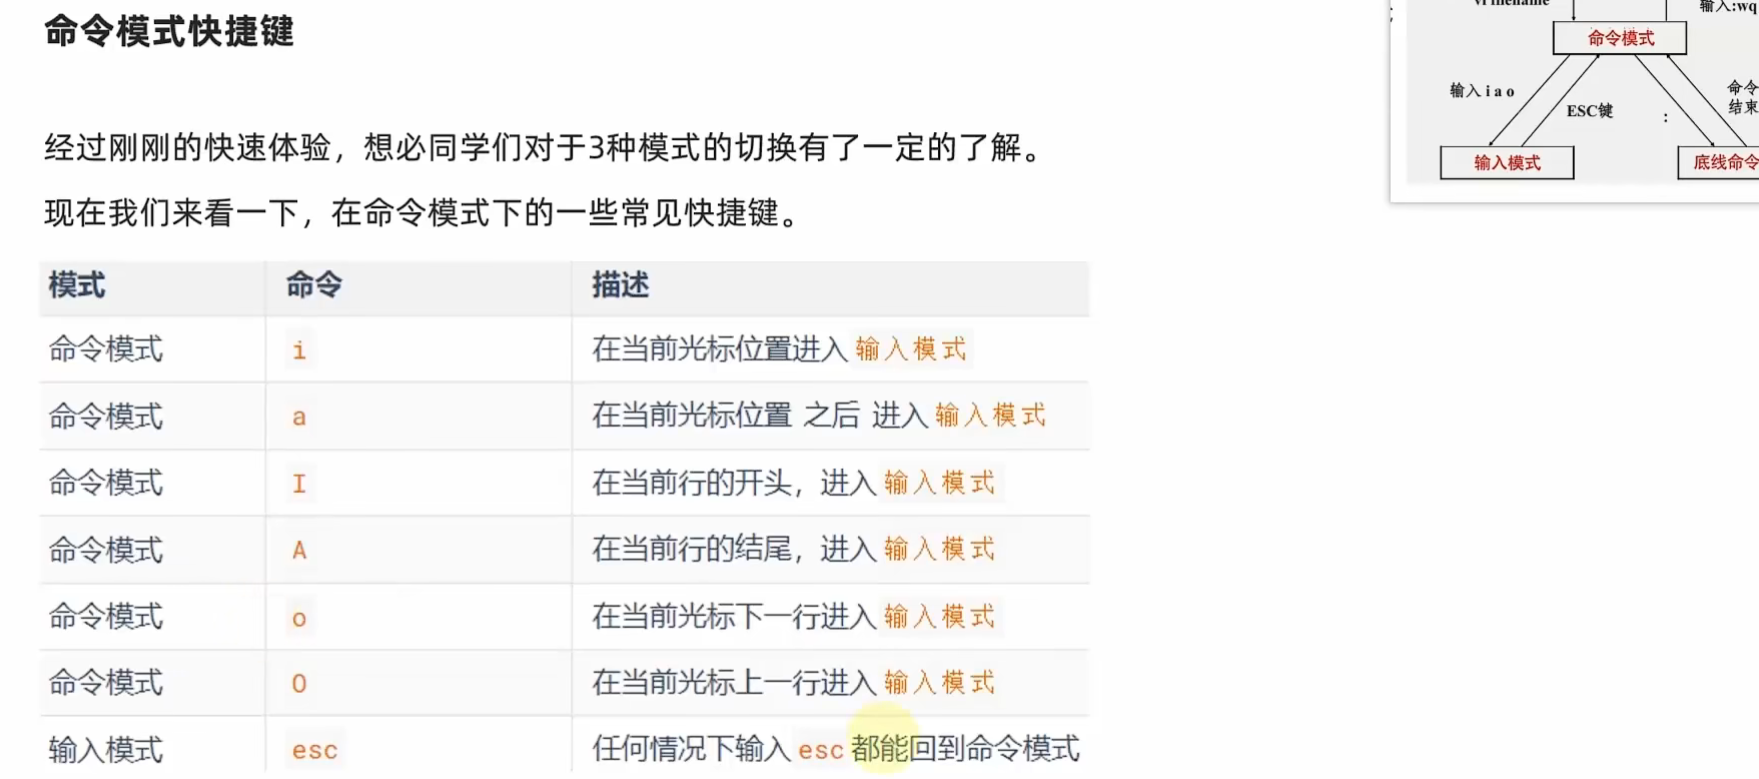 命令模式快捷键
经过刚刚的快速体验，想必同学们对于3种模式的切换有了一定的了解。
现在我们来看一下，在命令模式下的一些常见快捷键。
模式 命令 描述
命令模式 i 在当前光标位置进入 输入模式
命令模式 a 在当前光标位置 之后 进入 输入模式
命令模式 I 在当前行的开头，进入 输入模式
命令模式 A 在当前行的结尾，进入 输入模式
命令模式 o 在当前光标下一行进入 输入模式
命令模式 O 在当前光标上一行进入 输入模式
输入模式 esc 任何情况下输入 esc 都能回到命令模式
vi filename
输入:wq
命令模式
输入 i a o
ESC键
:
命令
结束
输入模式
底线命令